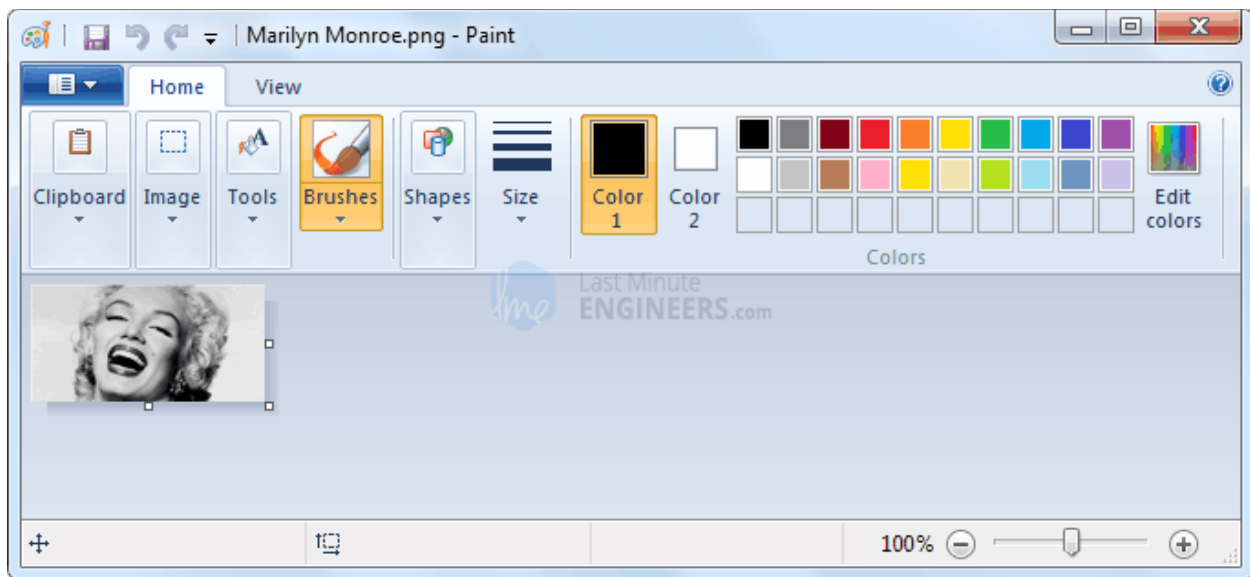 Marilyn Monroe.png - Paint
Home View
Clipboard Image Tools Brushes Shapes Size Color 1 Color 2 Edit colors
Colors
lme Last Minute
ENGINEERS.com
100%